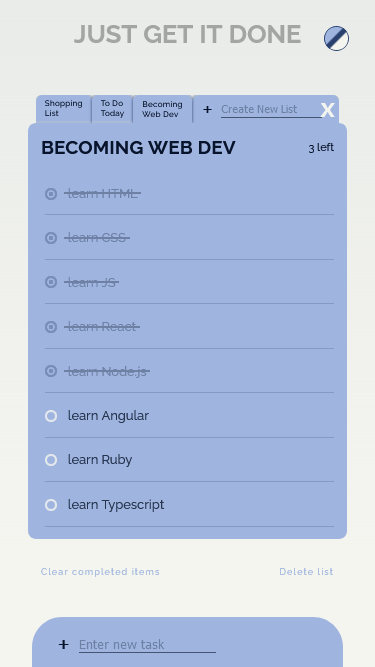 JUST GET IT DONE
Shopping
List
To Do
Today
Becoming
Web Dev
+ Create New List X
BECOMING WEB DEV
3 left
learn HTML
learn CSS
learn JS
learn React
learn Node.js
learn Angular
learn Ruby
learn Typescript
Clear completed items
Delete list
+ Enter new task